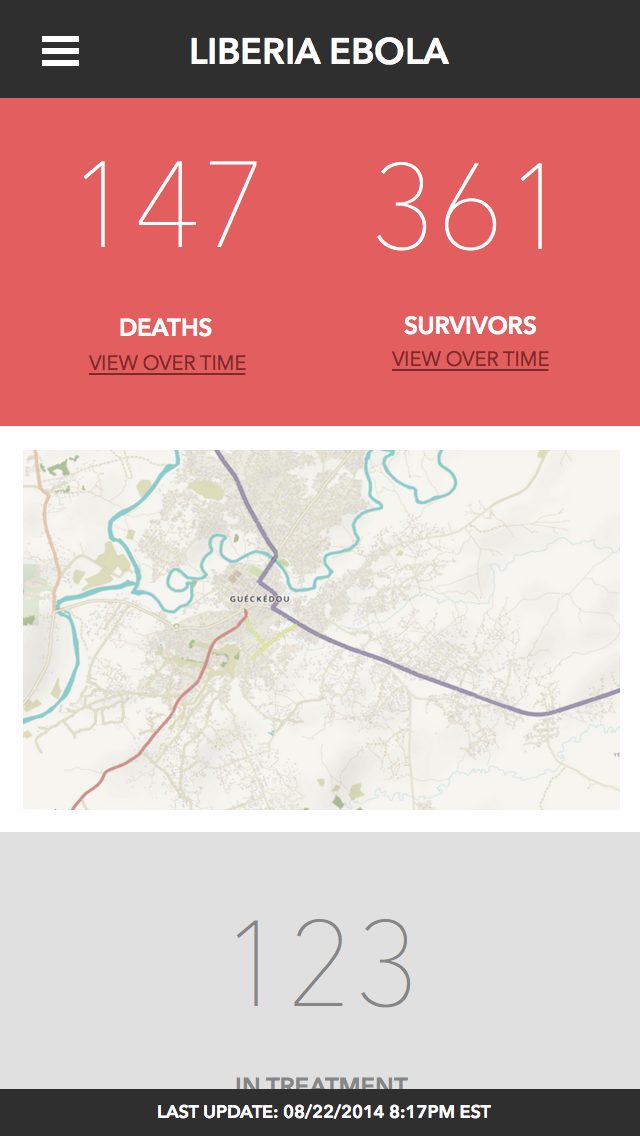 LIBERIA EBOLA
147
361
DEATHS
SURVIVORS
VIEW OVER TIME
VIEW OVER TIME
GUÉCKÉDOU
123
IN TREATMENT
LAST UPDATE: 08/22/2014 8:17PM EST